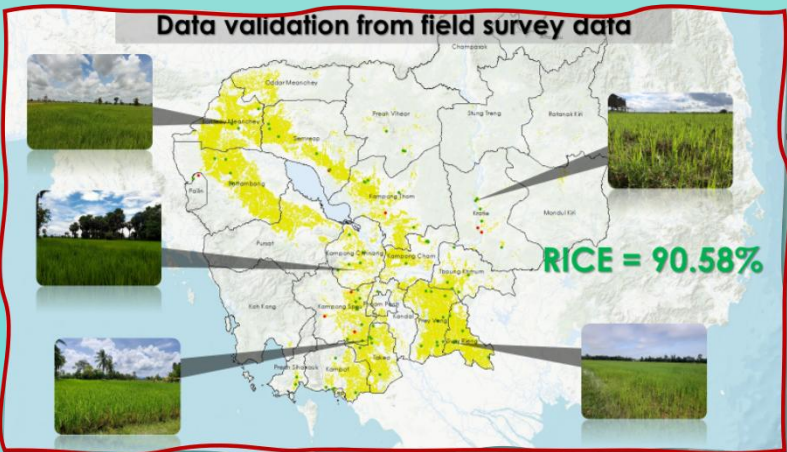 Data validation from field survey data
Champasak
Oddar Meanchey
Preah Vihear
Stung Treng
Ratanak Kiri
Meanchey
Siemreap
Battambang
Pailin
Kampong Thom
Kratie
Mondul Kiri
Pursat
Kampong Chhnang
Kampong Cham
RICE = 90.58%
Tboung Khmum
Koh Kong
Kampong Speu
Phnom Penh
Kandal
Prey Veng
Svay Rieng
Takeo
Preah Sihanouk
Kampot